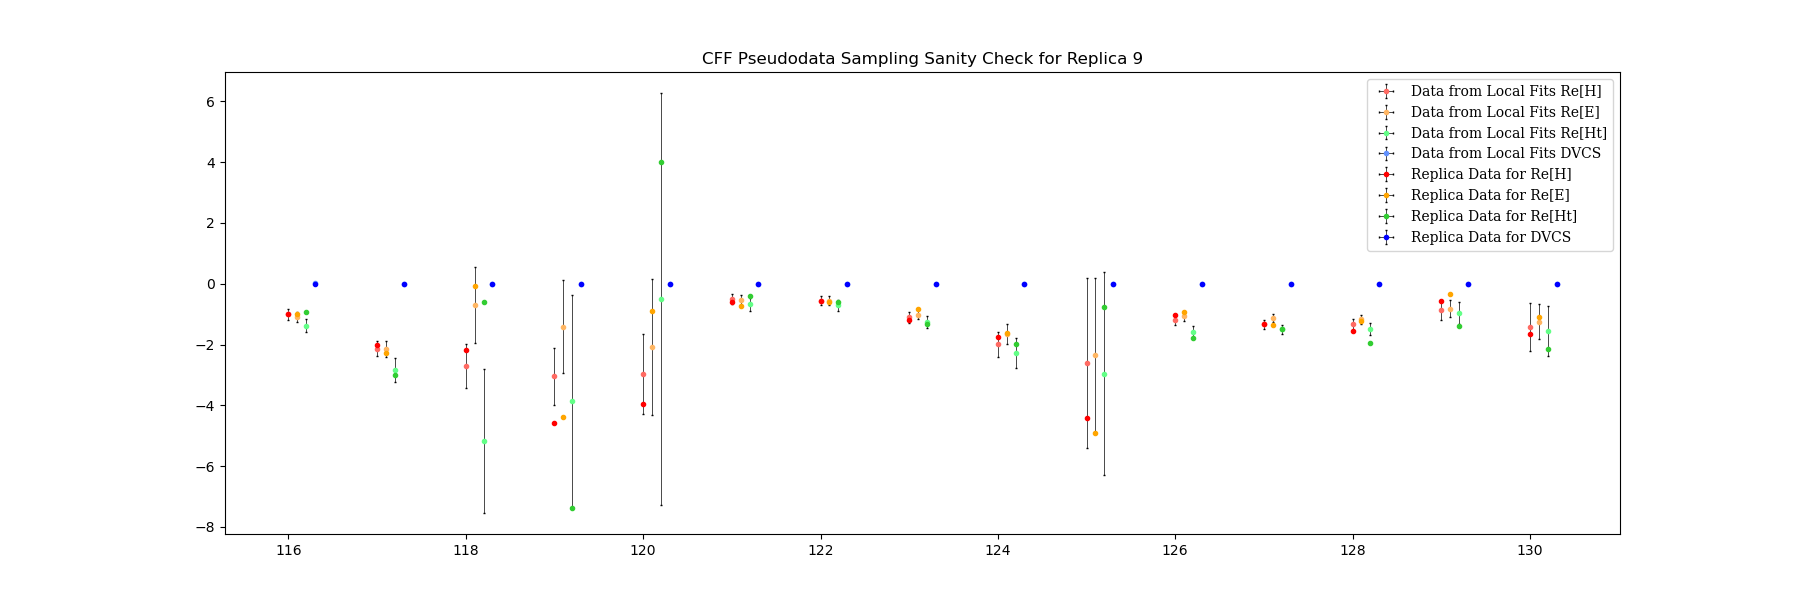 CFF Pseudodata Sampling Sanity Check for Replica 9
Data from Local Fits Re[H]
Data from Local Fits Re[E]
Data from Local Fits Re[Ht]
Data from Local Fits DVCS
Replica Data for Re[H]
Replica Data for Re[E]
Replica Data for Re[Ht]
Replica Data for DVCS
6
4
2
0
−2
−4
−6
−8
116 118 120 122 124 126 128 130